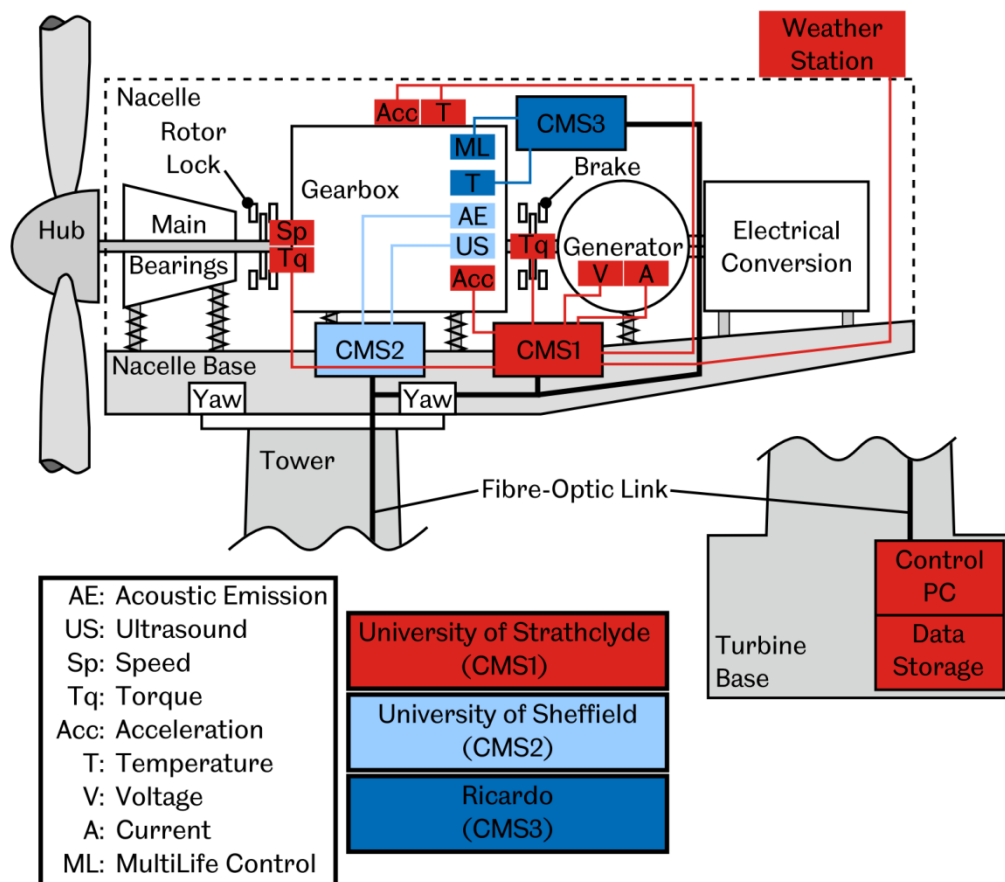 Weather
Station
Nacelle
Acc
T
CMS3
Rotor
Lock
ML
Brake
Gearbox
T
Hub
Main
Bearings
Sp
Tq
AE
US
Tq
Generator
Electrical
Conversion
Acc
V
A
CMS2
CMS1
Nacelle Base
Yaw
Yaw
Tower
Fibre-Optic Link
Control
PC
Data
Storage
Turbine
Base
AE: Acoustic Emission
US: Ultrasound
Sp: Speed
Tq: Torque
Acc: Acceleration
T: Temperature
V: Voltage
A: Current
ML: MultiLife Control
University of Strathclyde
(CMS1)
University of Sheffield
(CMS2)
Ricardo
(CMS3)